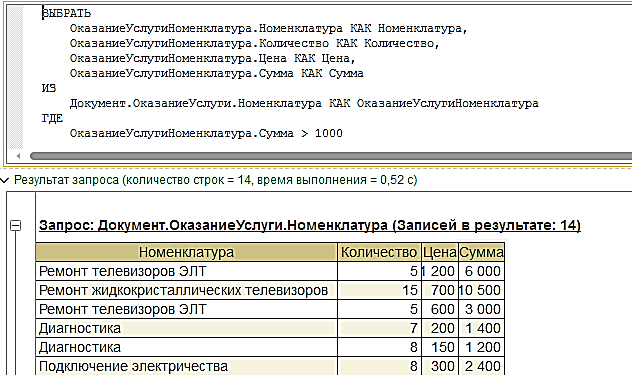 ВЫБРАТЬ
ОказаниеУслугиНоменклатура.Номенклатура КАК Номенклатура,
ОказаниеУслугиНоменклатура.Количество КАК Количество,
ОказаниеУслугиНоменклатура.Цена КАК Цена,
ОказаниеУслугиНоменклатура.Сумма КАК Сумма
ИЗ
Документ.ОказаниеУслуги.Номенклатура КАК ОказаниеУслугиНоменклатура
ГДЕ
ОказаниеУслугиНоменклатура.Сумма > 1000
Результат запроса (количество строк = 14, время выполнения = 0,52 с)
Запрос: Документ.ОказаниеУслуги.Номенклатура (Записей в результате: 14)
Номенклатура Количество Цена Сумма
Ремонт телевизоров ЭЛТ 5 1 200 6 000
Ремонт жидкокристаллических телевизоров 15 700 10 500
Ремонт телевизоров ЭЛТ 5 600 3 000
Диагностика 7 200 1 400
Диагностика 8 150 1 200
Подключение электричества 8 300 2 400